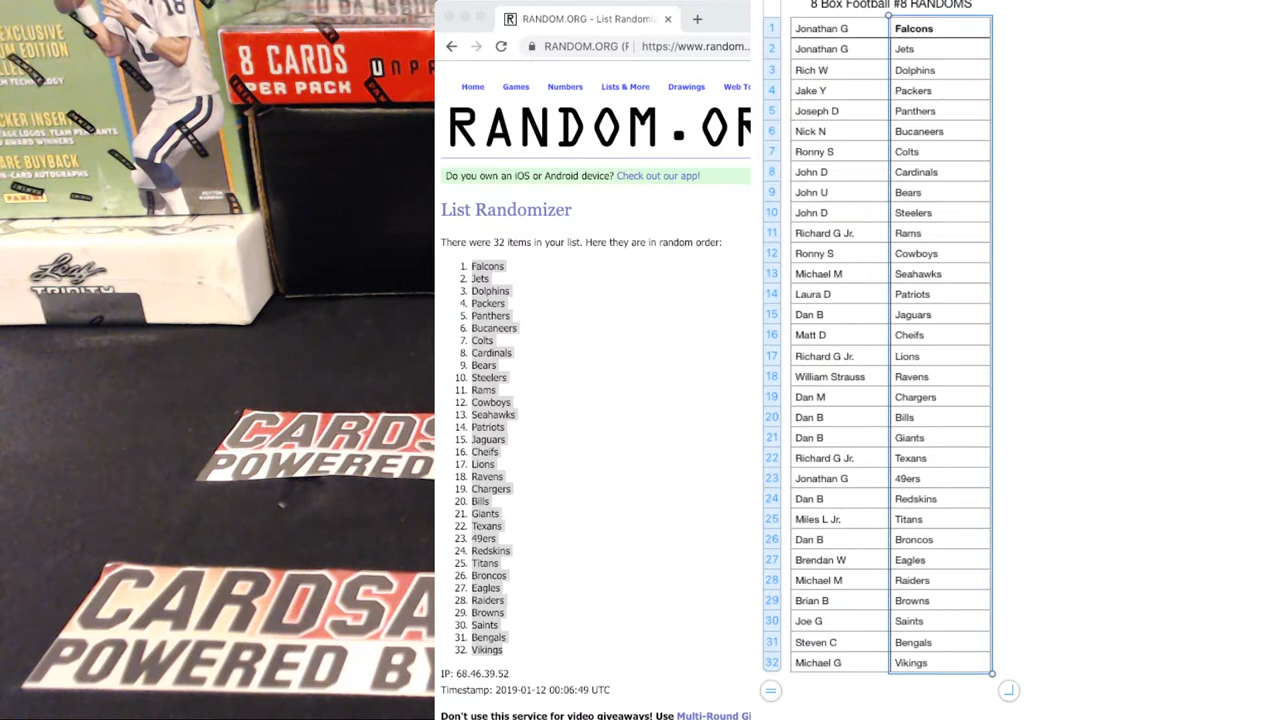 18
EXCLUSIVE
EDITION
8 CARDS
PER PACK
PANINI
Leaf
TRINITY
CARDS
POWERED
CARDSA
POWERED BY
RANDOM.ORG - List Randomiz
RANDOM.ORG (F
https://www.random..
Home Games Numbers Lists & More Drawings Web To
RANDOM.OR
Do you own an iOS or Android device? Check out our app!
List Randomizer
There were 32 items in your list. Here they are in random order:
1. Falcons
2. Jets
3. Dolphins
4. Packers
5. Panthers
6. Bucaneers
7. Colts
8. Cardinals
9. Bears
10. Steelers
11. Rams
12. Cowboys
13. Seahawks
14. Patriots
15. Jaguars
16. Cheifs
17. Lions
18. Ravens
19. Chargers
20. Bills
21. Giants
22. Texans
23. 49ers
24. Redskins
25. Titans
26. Broncos
27. Eagles
28. Raiders
29. Browns
30. Saints
31. Bengals
32. Vikings
IP: 68.46.39.52
Timestamp: 2019-01-12 00:06:49 UTC
Don't use this service for video giveaways! Use Multi-Round Gi
8 Box Football #8 RANDOMS
1 Jonathan G Falcons
2 Jonathan G Jets
3 Rich W Dolphins
4 Jake Y Packers
5 Joseph D Panthers
6 Nick N Bucaneers
7 Ronny S Colts
8 John D Cardinals
9 John U Bears
10 John D Steelers
11 Richard G Jr. Rams
12 Ronny S Cowboys
13 Michael M Seahawks
14 Laura D Patriots
15 Dan B Jaguars
16 Matt D Cheifs
17 Richard G Jr. Lions
18 William Strauss Ravens
19 Dan M Chargers
20 Dan B Bills
21 Dan B Giants
22 Richard G Jr. Texans
23 Jonathan G 49ers
24 Dan B Redskins
25 Miles L Jr. Titans
26 Dan B Broncos
27 Brendan W Eagles
28 Michael M Raiders
29 Brian B Browns
30 Joe G Saints
31 Steven C Bengals
32 Michael G Vikings